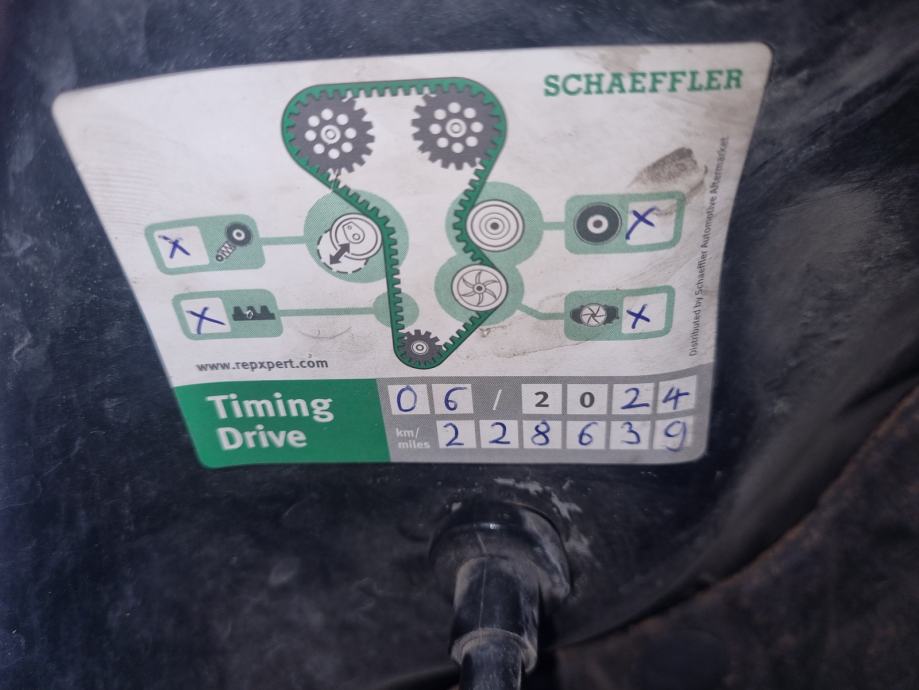 SCHAEFFLER
X
X
X
X
Distributed by Schaeffler Automotive Aftermarket
www.repxpert.com
Timing
Drive
06/2024
km/
miles
228639